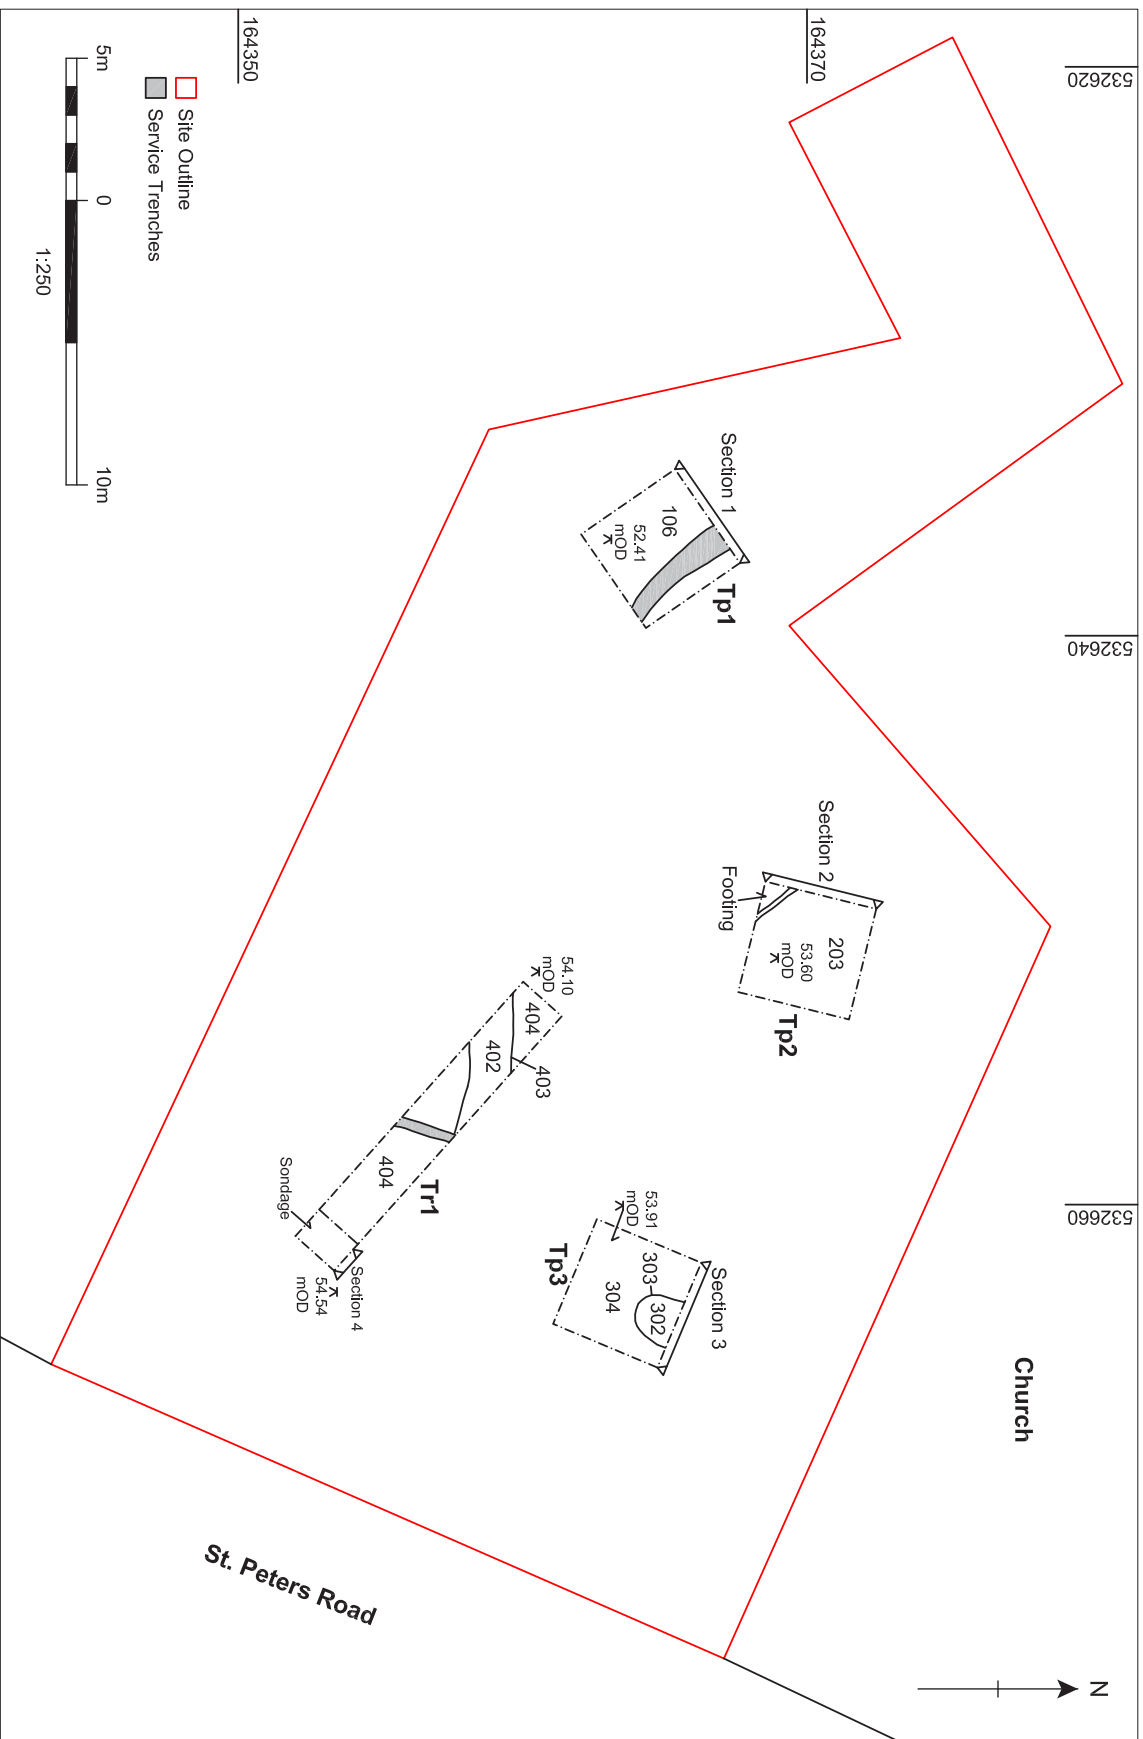 532620
532640
532660
164370
164350
N
Church
Section 1
Tp1
106
52.41
mOD
Section 2
Footing
203
53.60
mOD
Tp2
Section 3
302
303
304
53.91
mOD
Tp3
54.10
mOD
404
403
402
404
Tr1
Sondage
Section 4
54.54
mOD
St. Peters Road
Site Outline
Service Trenches
5m
0
10m
1:250